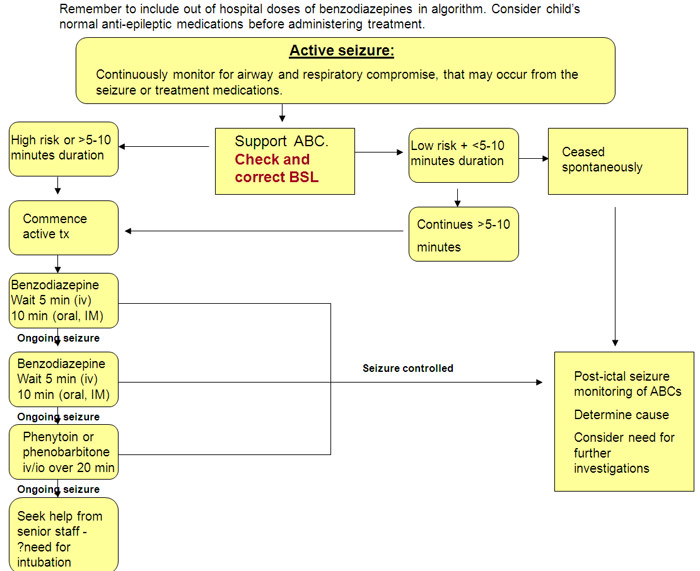 Remember to include out of hospital doses of benzodiazepines in algorithm. Consider child's
normal anti-epileptic medications before administering treatment.
Active seizure:
Continuously monitor for airway and respiratory compromise, that may occur from the
seizure or treatment medications.
High risk or >5-10
minutes duration
Support ABC.
Check and
correct BSL
Low risk + <5-10
minutes duration
Ceased
spontaneously
Commence
active tx
Continues >5-10
minutes
Benzodiazepine
Wait 5 min (iv)
10 min (oral, IM)
Ongoing seizure
Benzodiazepine
Wait 5 min (iv)
10 min (oral, IM)
Seizure controlled
Post-ictal seizure
monitoring of ABCs
Determine cause
Consider need for
further
investigations
Ongoing seizure
Phenytoin or
phenobarbitone
iv/io over 20 min
Ongoing seizure
Seek help from
senior staff -
?need for
intubation